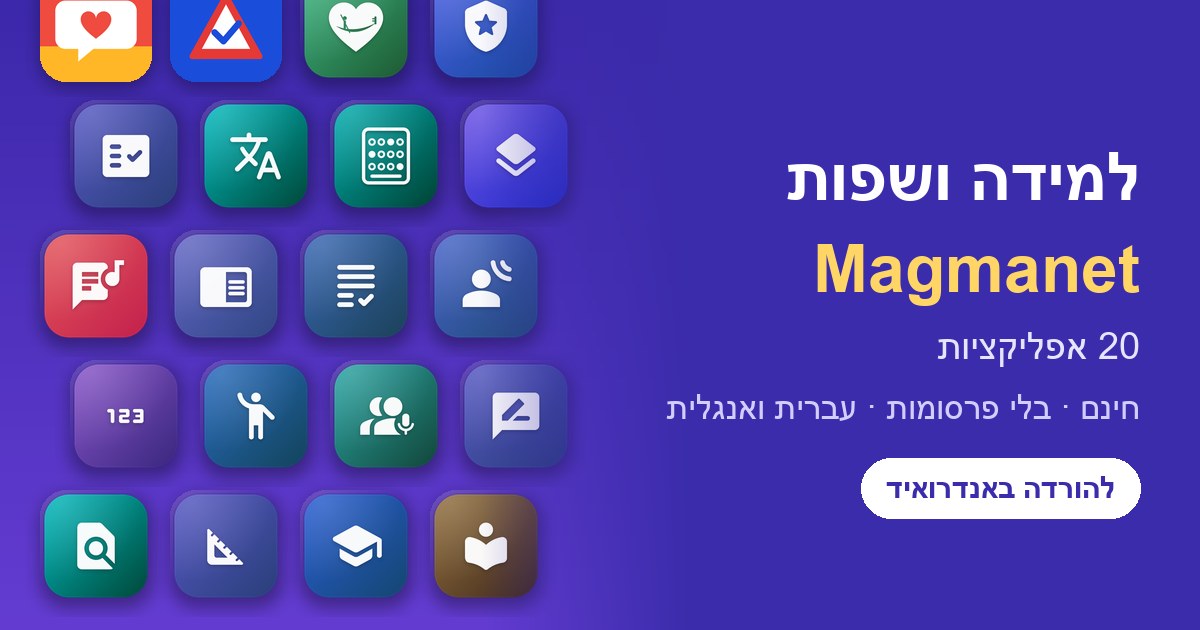 למידה ושפות
Magmanet
20 אפליקציות
חינם · בלי פרסומות · עברית ואנגלית
להורדה באנדרואיד
123